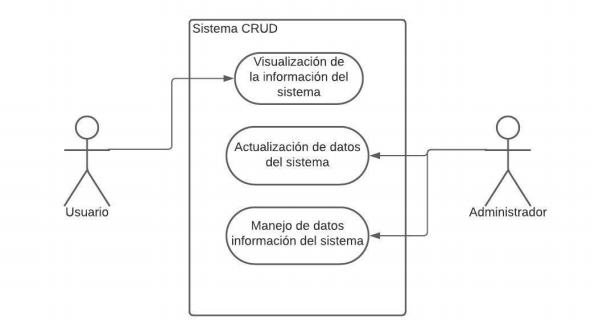 Sistema CRUD
Visualización de
la información del
sistema
Actualización de datos
del sistema
Manejo de datos
información del sistema
Usuario
Administrador